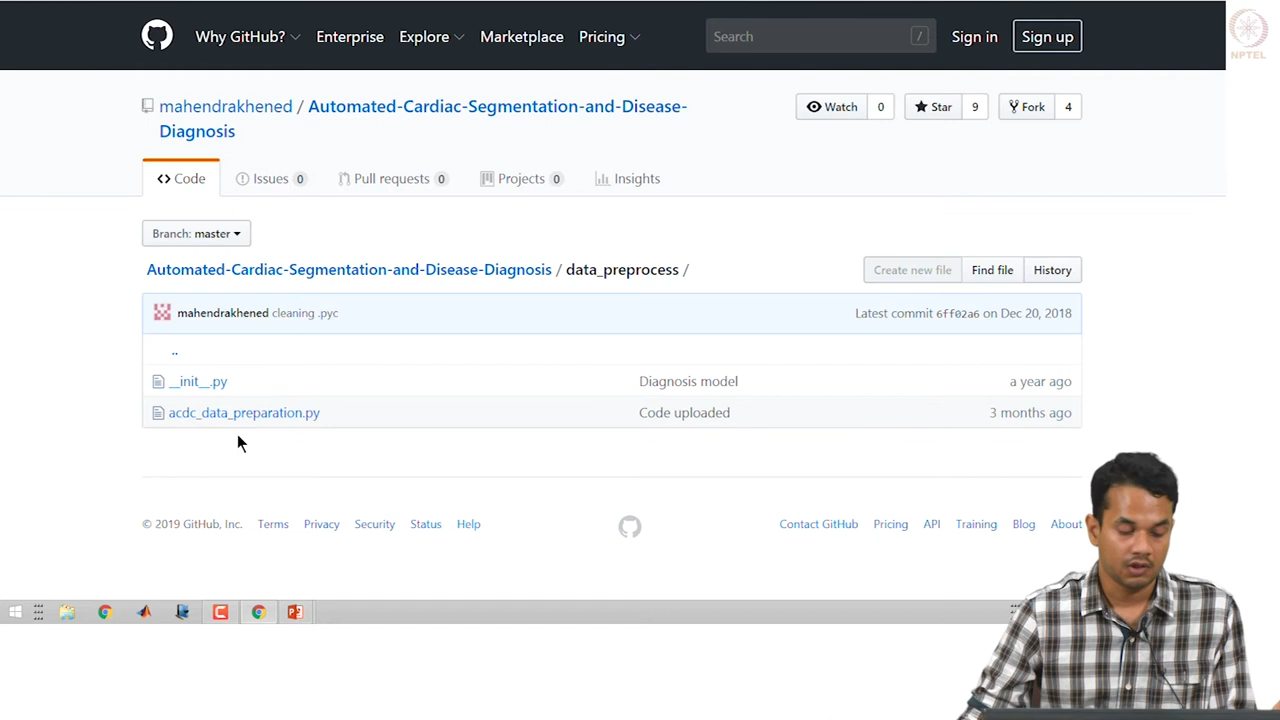 Why GitHub? Enterprise Explore Marketplace Pricing Search / Sign in Sign up
NPTEL
mahendrakhened / Automated-Cardiac-Segmentation-and-Disease-
Diagnosis
Watch 0 Star 9 Fork 4
Code Issues 0 Pull requests 0 Projects 0 Insights
Branch: master
Automated-Cardiac-Segmentation-and-Disease-Diagnosis / data_preprocess / Create new file Find file History
mahendrakhened cleaning .pyc Latest commit 6ff02a6 on Dec 20, 2018
..
__init__.py Diagnosis model a year ago
acdc_data_preparation.py Code uploaded 3 months ago
© 2019 GitHub, Inc. Terms Privacy Security Status Help Contact GitHub Pricing API Training Blog About